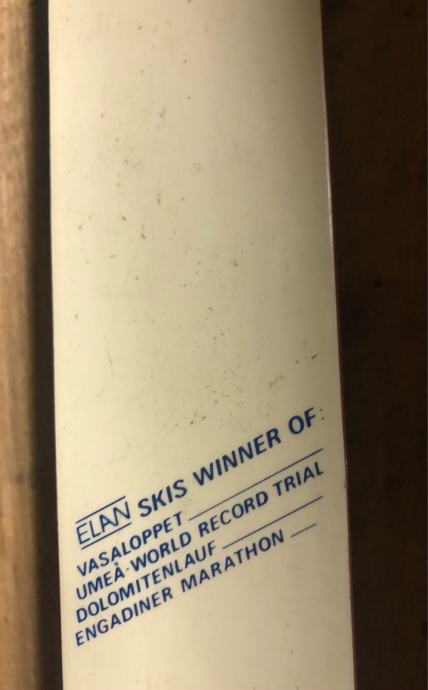 ELAN SKIS WINNER OF:
VASALOPPET
UMEÅ-WORLD RECORD TRIAL
DOLOMITENLAUF
ENGADINER MARATHON